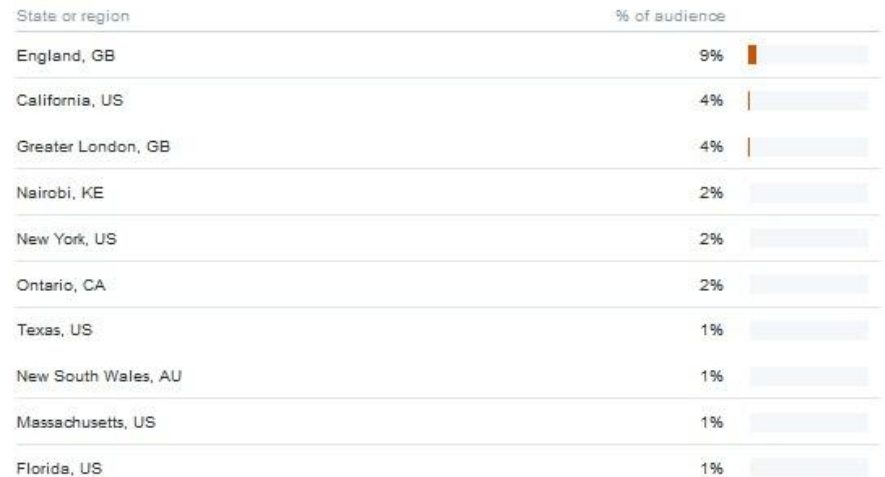 State or region % of audience
England, GB 9%
California, US 4%
Greater London, GB 4%
Nairobi, KE 2%
New York, US 2%
Ontario, CA 2%
Texas, US 1%
New South Wales, AU 1%
Massachusetts, US 1%
Florida, US 1%